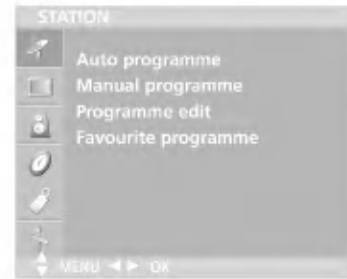 STATION
Auto programme
Manual programme
Programme edit
Favourite programme
MENU OK